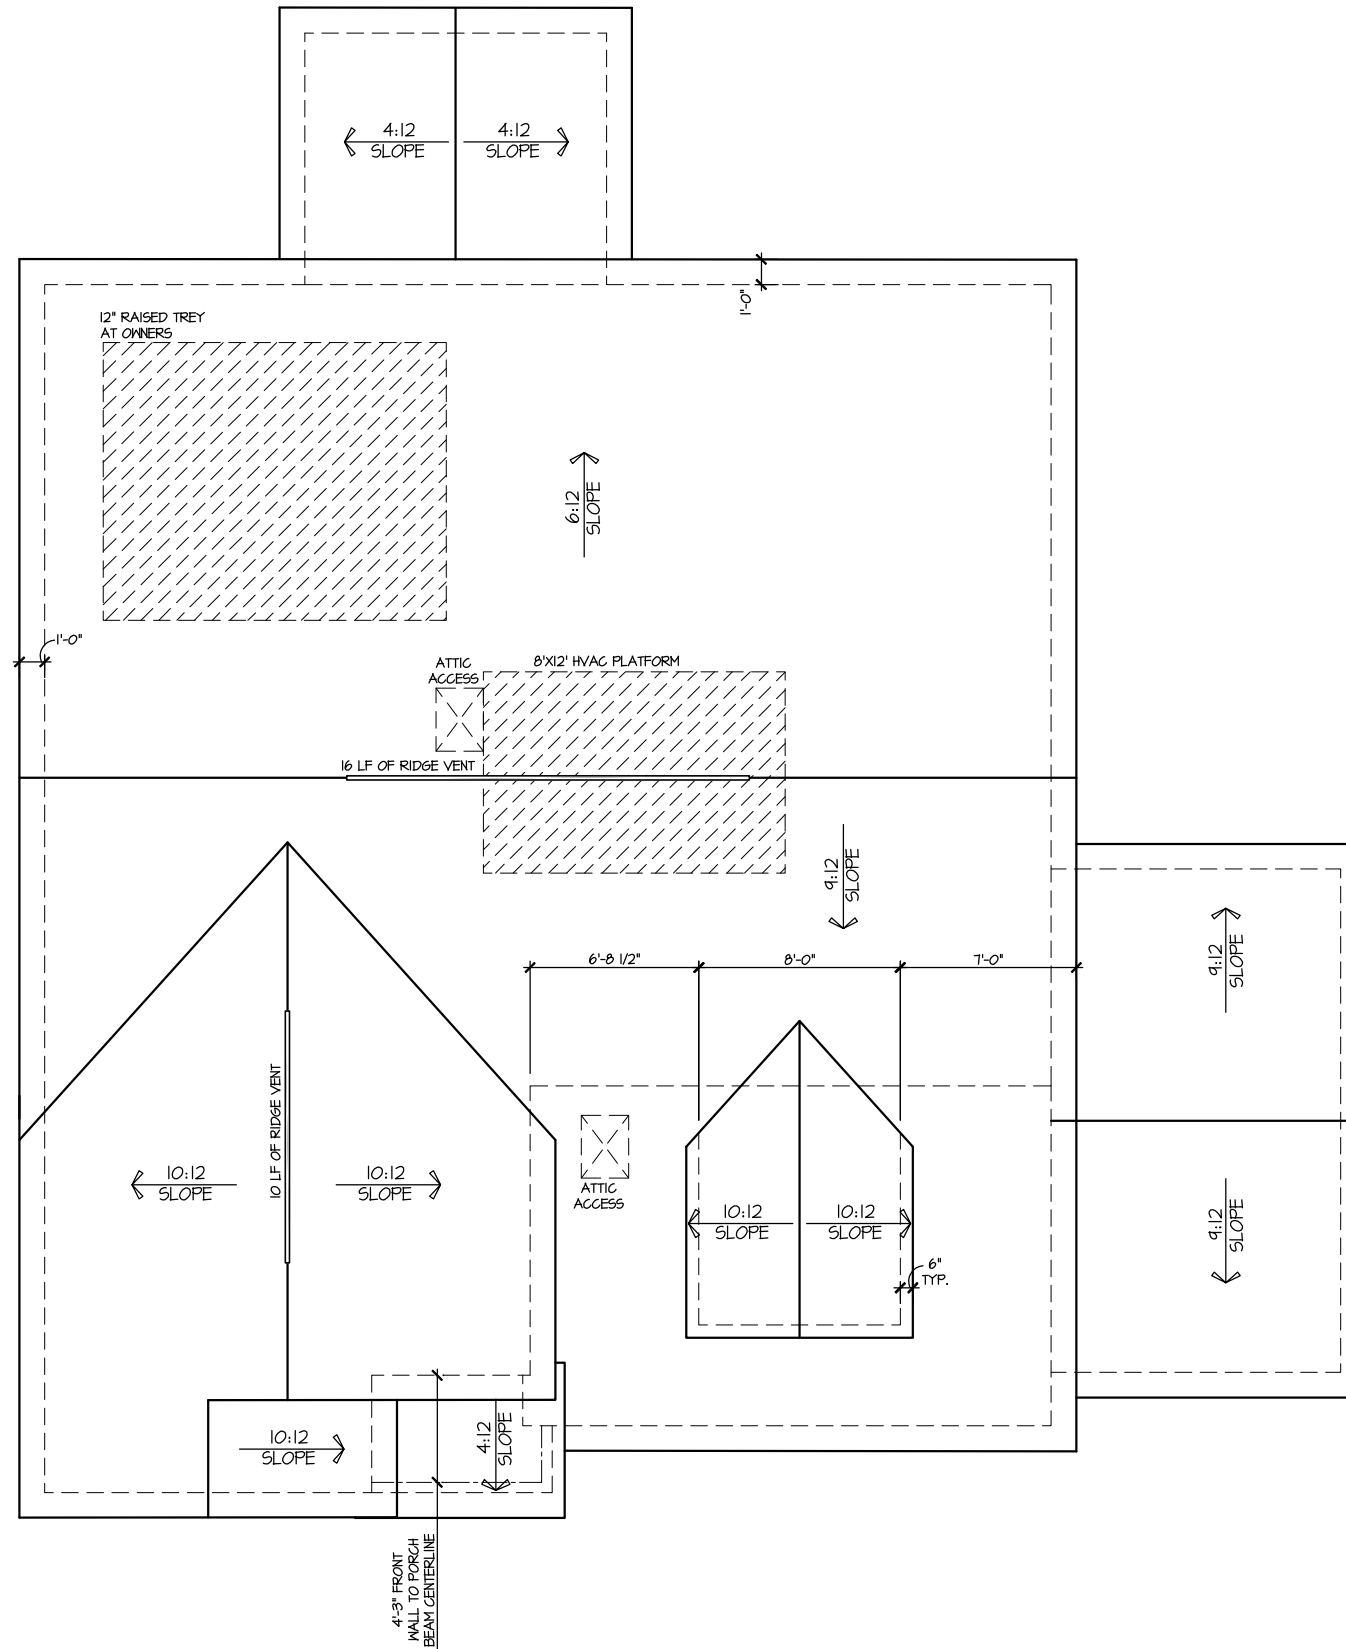 4:12
SLOPE
4:12
SLOPE
1'-0"
12" RAISED TREY
AT OWNERS
6:12
SLOPE
1'-0"
ATTIC
ACCESS
8'X12' HVAC PLATFORM
16 LF OF RIDGE VENT
9:12
SLOPE
6'-8 1/2"
8'-0"
7'-0"
9:12
SLOPE
10 LF OF RIDGE VENT
10:12
SLOPE
10:12
SLOPE
ATTIC
ACCESS
10:12
SLOPE
10:12
SLOPE
9:12
SLOPE
6"
TYP.
10:12
SLOPE
4:12
SLOPE
4'-3" FRONT
WALL TO PORCH
BEAM CENTERLINE